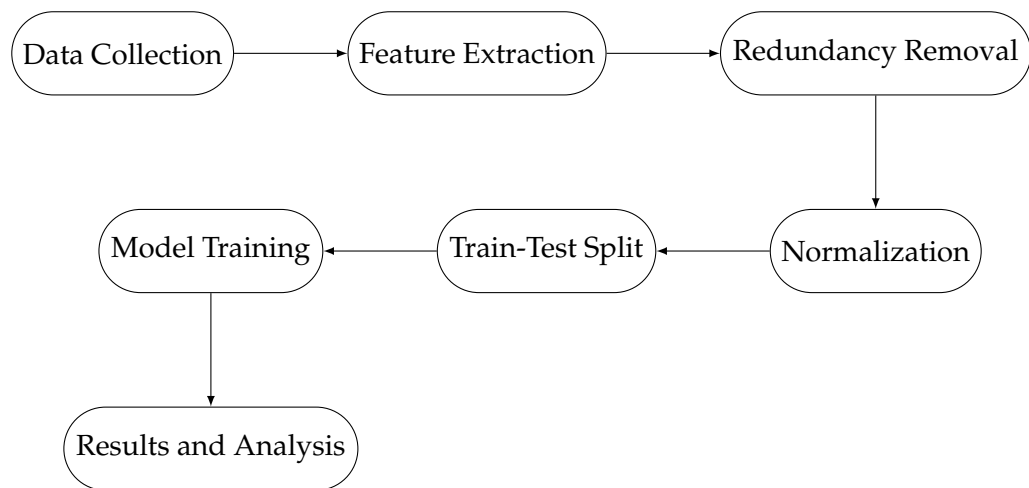 Data Collection
Feature Extraction
Redundancy Removal
Normalization
Train-Test Split
Model Training
Results and Analysis